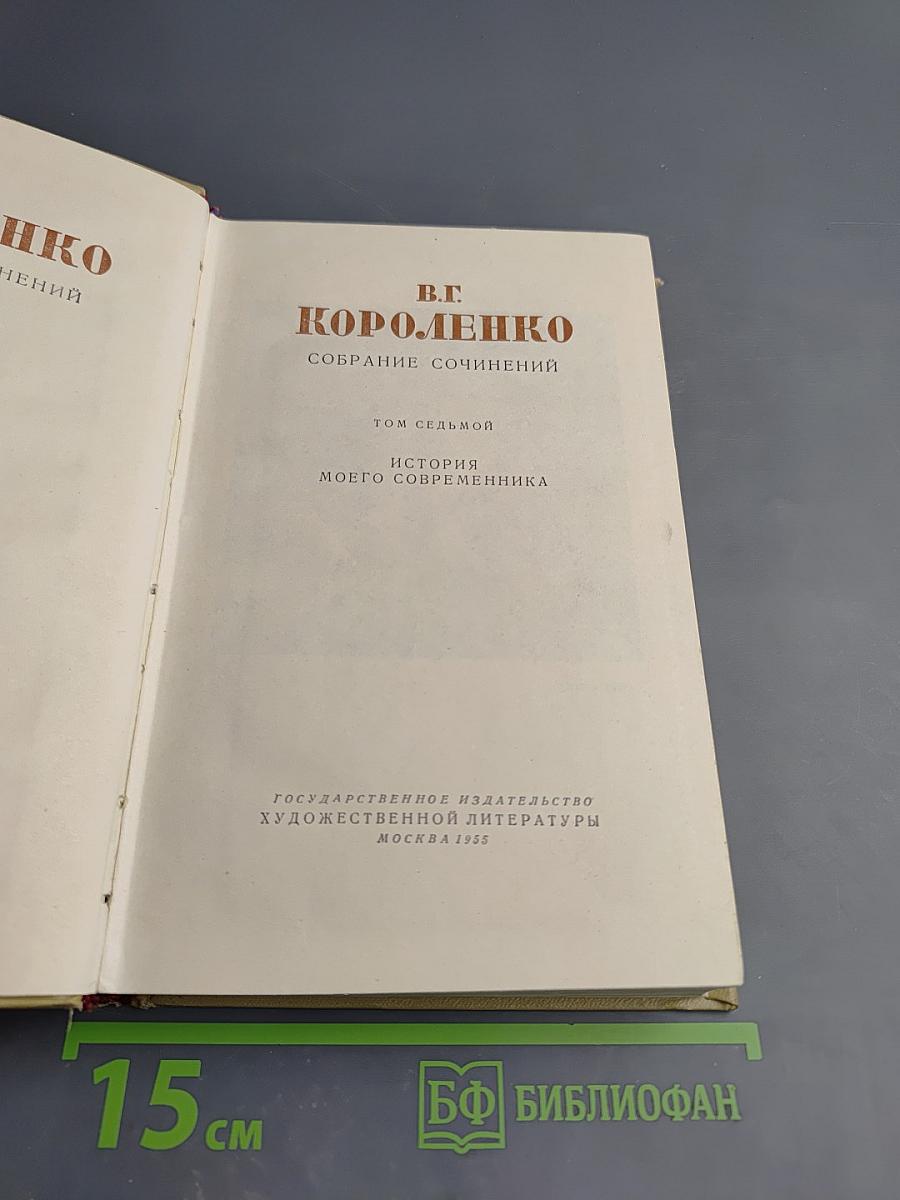 НКО
НЕНИЙ
В.Г.
КОРОЛЕНКО
СОБРАНИЕ СОЧИНЕНИЙ
ТОМ СЕДЬМОЙ
ИСТОРИЯ
МОЕГО СОВРЕМЕННИКА
ГОСУДАРСТВЕННОЕ ИЗДАТЕЛЬСТВО
ХУДОЖЕСТВЕННОЙ ЛИТЕРАТУРЫ
МОСКВА 1955
15 см
БФ БИБЛИОФАН